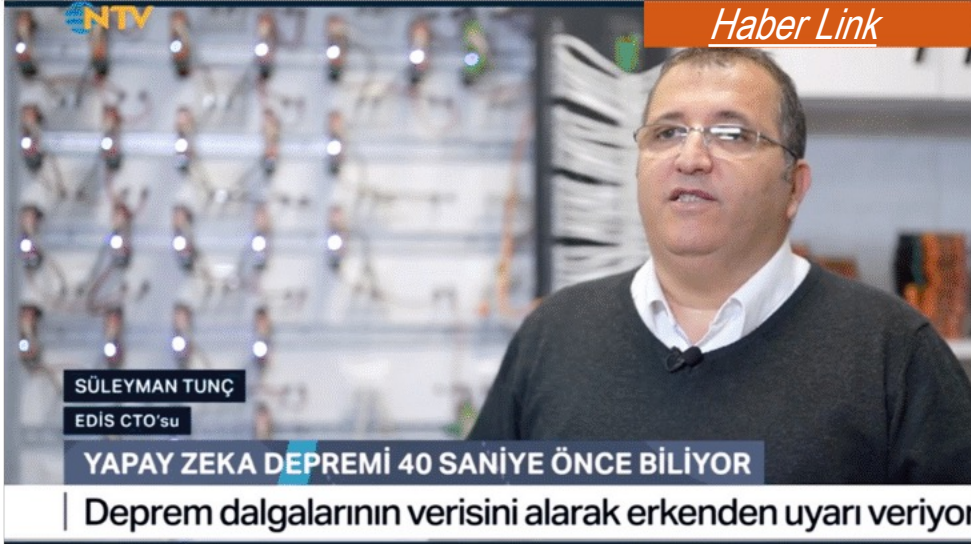 NTV
Haber Link
SÜLEYMAN TUNÇ
EDİS CTO'su
YAPAY ZEKA DEPREMİ 40 SANİYE ÖNCE BİLİYOR
Deprem dalgalarının verisini alarak erkenden uyarı veriyor